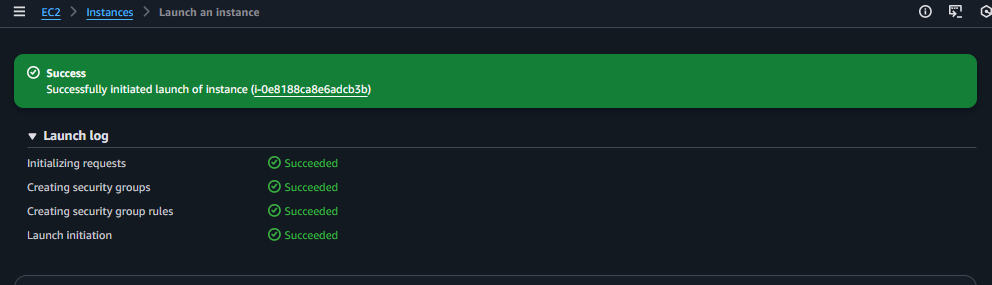 EC2 > Instances > Launch an instance
Success
Successfully initiated launch of instance (i-0e8188ca8e6adcb3b)
Launch log
Initializing requests Succeeded
Creating security groups Succeeded
Creating security group rules Succeeded
Launch initiation Succeeded